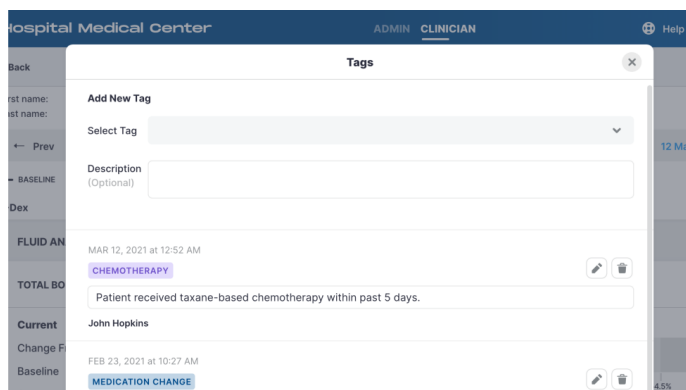 Hospital Medical Center
ADMIN CLINICIAN
Help
Back
Tags
First name:
Last name:
Add New Tag
Select Tag
← Prev
Description
(Optional)
BASELINE
-Dex
FLUID AN
MAR 12, 2021 at 12:52 AM
CHEMOTHERAPY
TOTAL BO
Patient received taxane-based chemotherapy within past 5 days.
Current
John Hopkins
Change F
Baseline
FEB 23, 2021 at 10:27 AM
MEDICATION CHANGE
12 Ma
4.5%